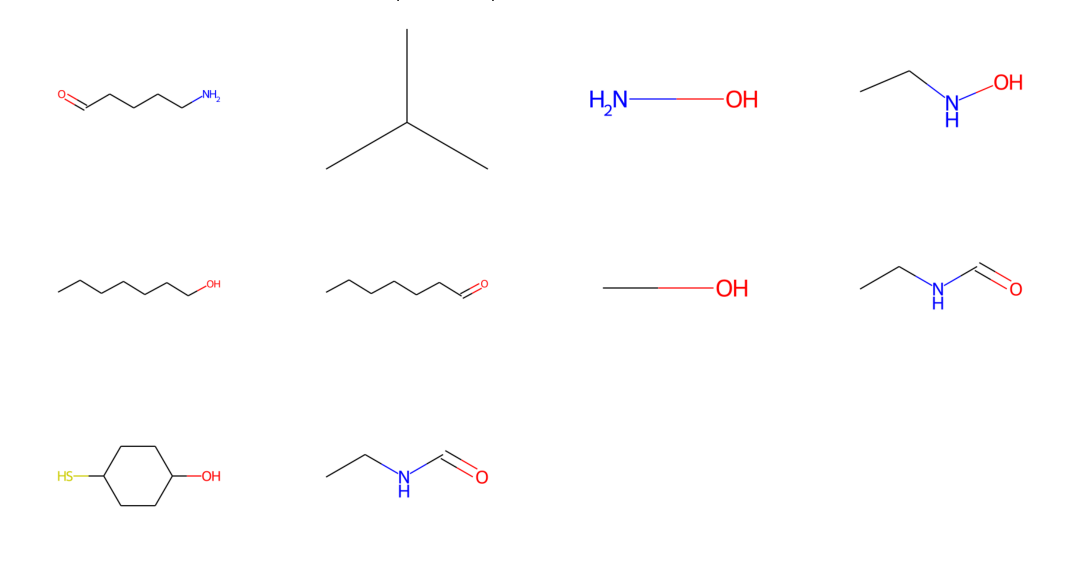 O NH2
H2N OH
N H OH
OH
O
OH
N H O
HS OH
N H O